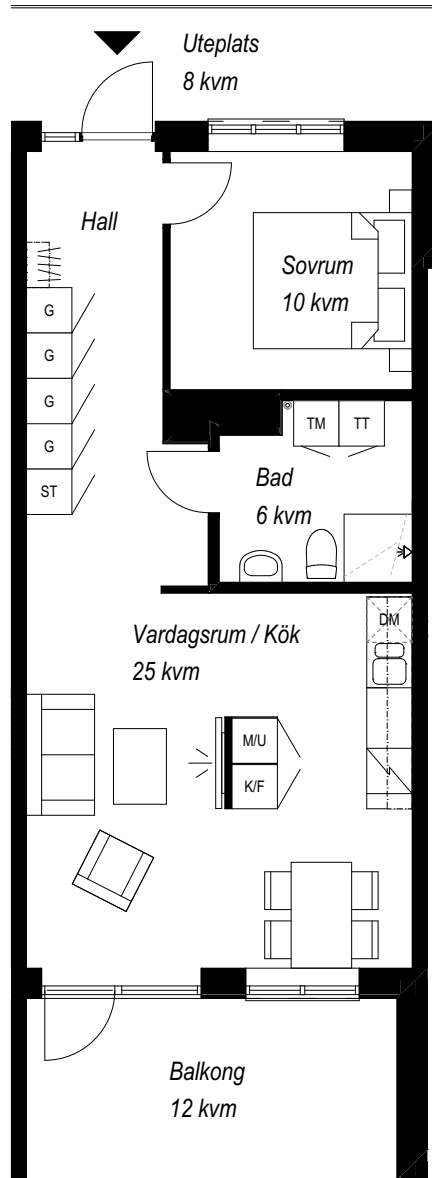 Uteplats
8 kvm
Hall
Sovrum
10 kvm
G
G
G
G
ST
TM TT
Bad
6 kvm
DM
Vardagsrum / Kök
25 kvm
M/U
K/F
Balkong
12 kvm